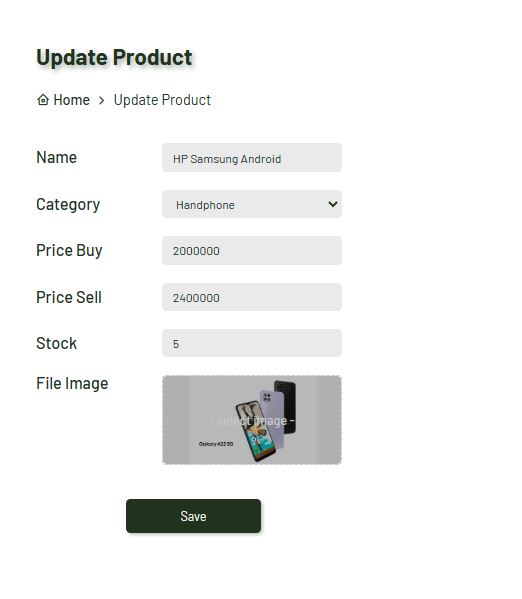 Update Product
Home > Update Product
Name HP Samsung Android
Category Handphone
Price Buy 2000000
Price Sell 2400000
Stock 5
File Image
- select image -
Galaxy A22 5G
Save